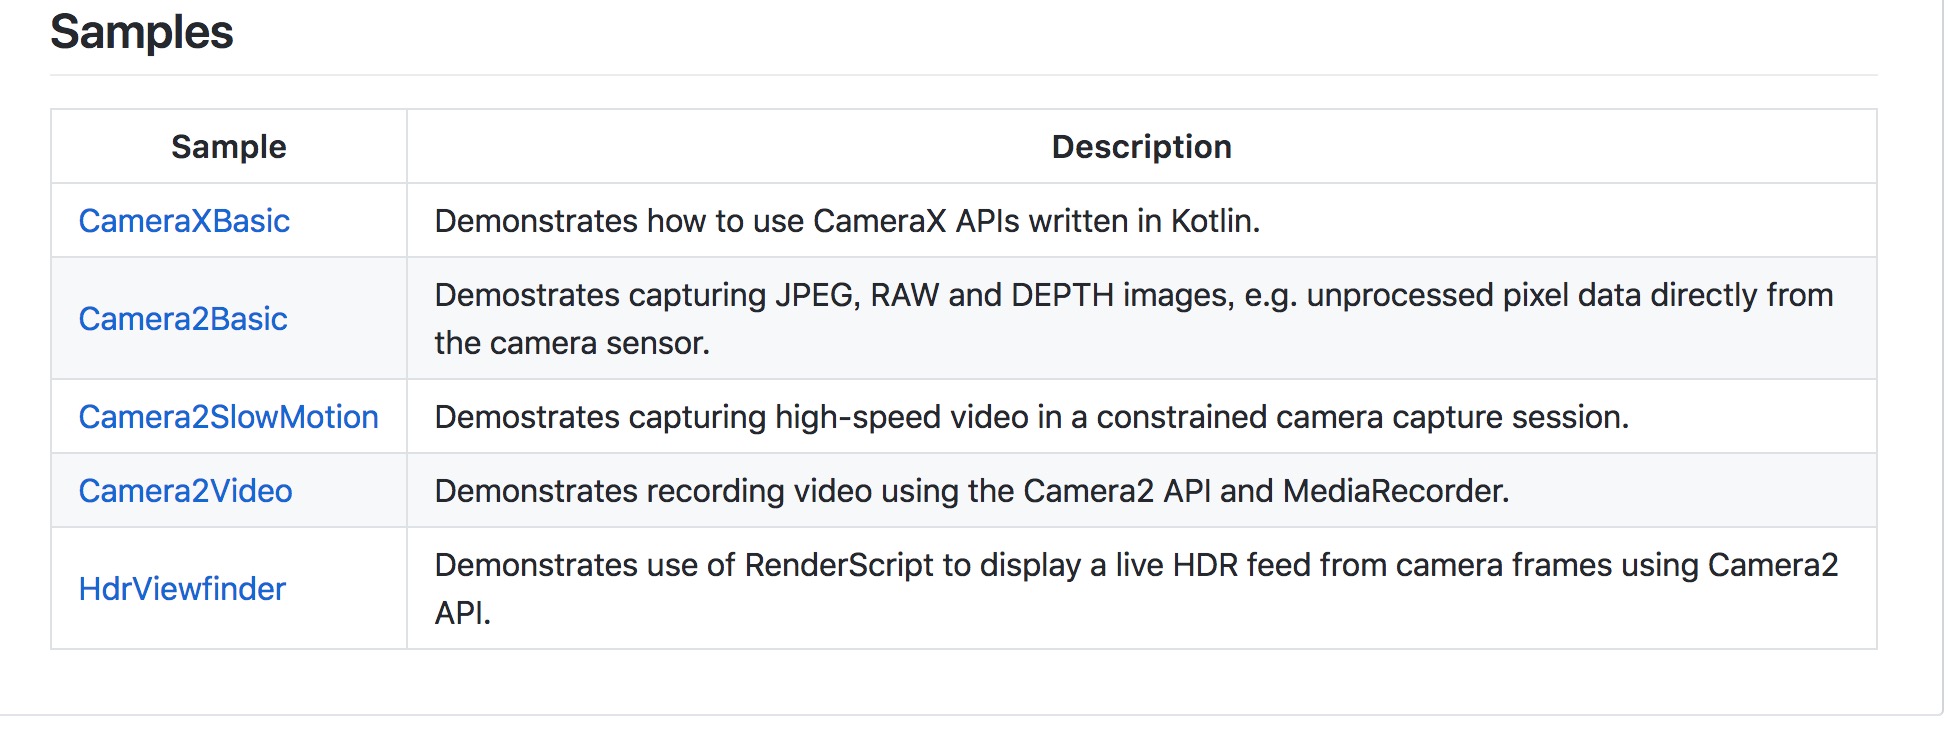 Samples
Sample Description
CameraXBasic Demonstrates how to use CameraX APIs written in Kotlin.
Camera2Basic Demostrates capturing JPEG, RAW and DEPTH images, e.g. unprocessed pixel data directly from
the camera sensor.
Camera2SlowMotion Demostrates capturing high-speed video in a constrained camera capture session.
Camera2Video Demonstrates recording video using the Camera2 API and MediaRecorder.
HdrViewfinder Demonstrates use of RenderScript to display a live HDR feed from camera frames using Camera2
API.